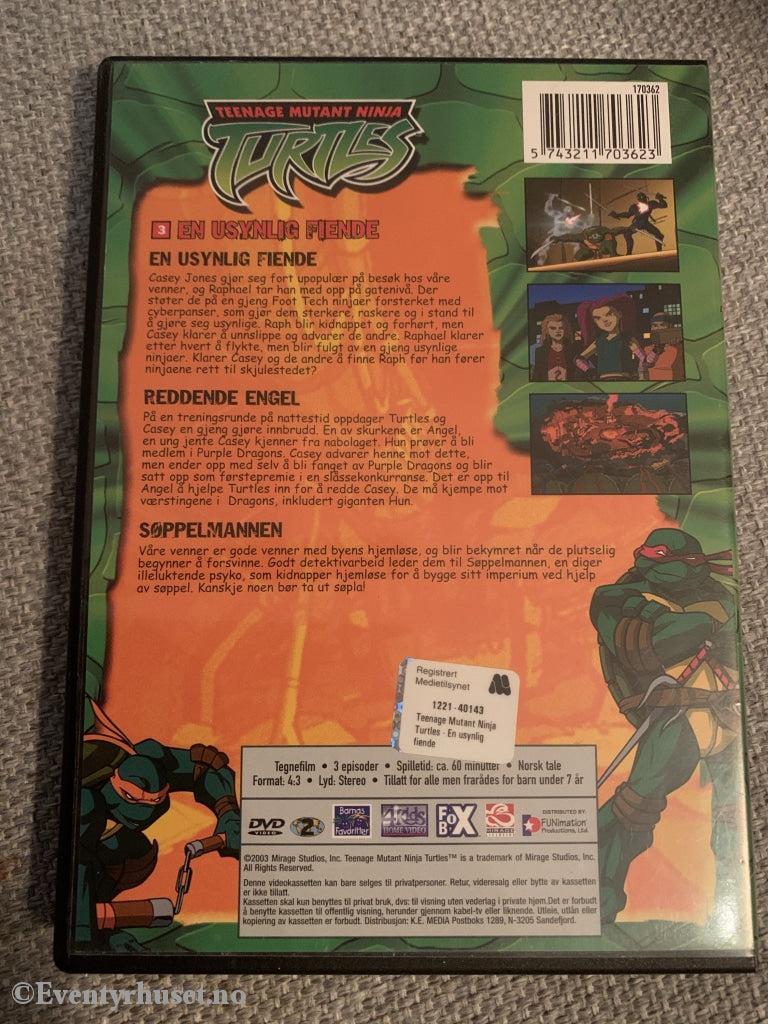 TEENAGE MUTANT NINJA
TURTLES
170362
5 743211 703623
3 EN USYNLIG FIENDE
EN USYNLIG FIENDE
Casey Jones gjør seg fort upopulær på besøk hos våre
venner, og Raphael tar han med opp på gatenivå. Der
støter de på en gjeng Foot Tech ninjaer forsterket med
cyberpanser, som gjør dem sterkere, raskere og i stand til
å gjøre seg usynlige. Raph blir kidnappet og forhørt, men
Casey klarer å unnslippe og advarer de andre. Raphael klarer
etter hvert å flykte, men blir fulgt av en gjeng usynlige
ninjaer. Klarer Casey og de andre å finne Raph før han fører
ninjaene rett til skjulestedet?
REDDENDE ENGEL
På en treningsrunde på nattestid oppdager Turtles og
Casey en gjeng gjøre innbrudd. En av skurkene er Angel,
en ung jente Casey kjenner fra nabolaget. Hun prøver å bli
medlem i Purple Dragons. Casey advarer henne mot dette,
men ender opp med selv å bli fanget av Purple Dragons og blir
satt opp som førstepremie i en slåssekonkurranse. Det er opp til
Angel å hjelpe Turtles inn for å redde Casey. De må kjempe mot
værstingene i Dragons, inkludert giganten Hun.
SØPPELMANNEN
Våre venner er gode venner med byens hjemløse, og blir bekymret når de plutselig
begynner å forsvinne. Godt detektivarbeid leder dem til Søppelmannen, en diger
illeluktende psyko, som kidnapper hjemløse for å bygge sitt imperium ved hjelp
av søppel. Kanskje noen bør ta ut søpla!
Registrert
Medietilsynet
1221-40143
Teenage Mutant Ninja
Turtles - En usynlig
fiende
Tegnefilm • 3 episoder • Spilletid: ca. 60 minutter • Norsk tale
Format: 4:3 • Lyd: Stereo • Tillatt for alle men frarådes for barn under 7 år
DVD VIDEO
2
Barnas Favoritter
4Kids HOME VIDEO
FOX BOX
MIRAGE STUDIOS
DISTRIBUTED BY:
FUNimation
Productions, Ltd.
©2003 Mirage Studios, Inc. Teenage Mutant Ninja Turtles™ is a trademark of Mirage Studios, Inc.
All Rights Reserved.
Denne videokassetten kan bare selges til privatpersoner. Retur, videresalg eller bytte av kassetten
er ikke tillatt.
Kassetten skal kun benyttes til privat bruk, dvs: til visning uten vederlag i private hjem.Det er forbudt
å benytte kassetten til offentlig visning, herunder gjennom kabel-tv eller liknende. Utleie, utlån eller
kopiering av kassetten er forbudt. Distribusjon: K.E. MEDIA Postboks 1289, N-3205 Sandefjord.
©Eventyrhuset.no